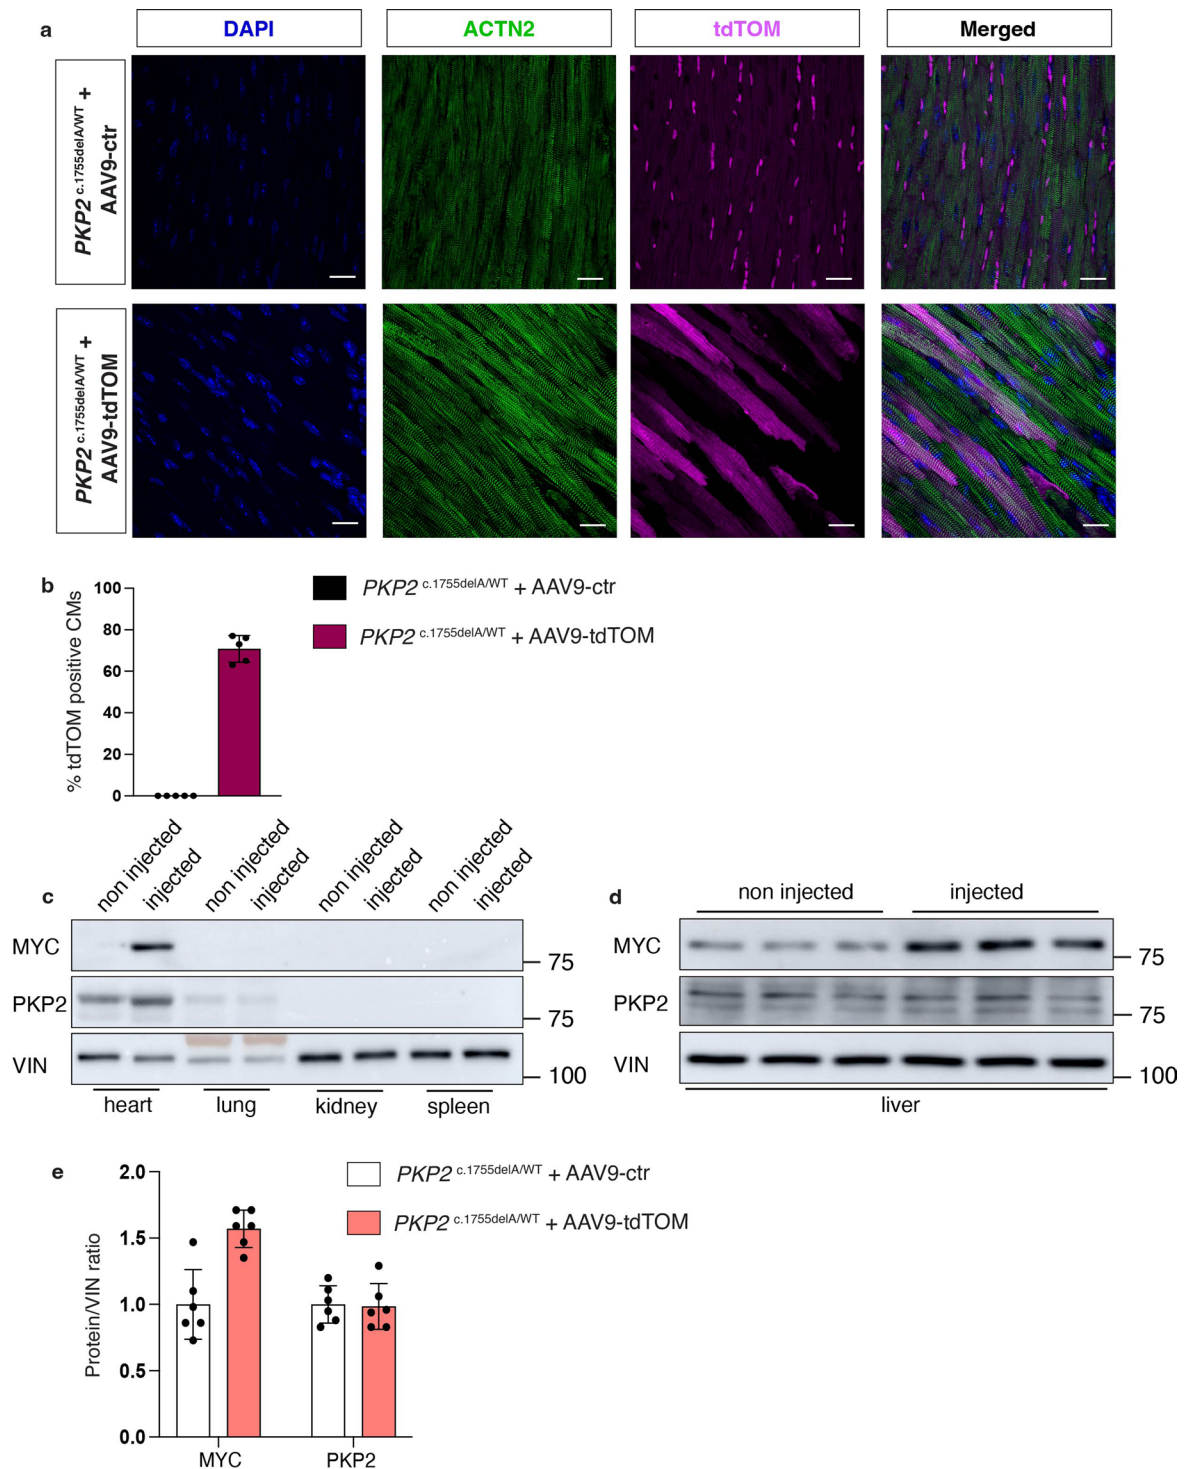 a
DAPI
ACTN2
tdTOM
Merged
PKP2 c.1755delA/WT +
AAV9-ctr
PKP2 c.1755delA/WT +
AAV9-tdTOM
b
% tdTOM positive CMs
100
80
60
40
20
0
PKP2 c.1755delA/WT + AAV9-ctr
PKP2 c.1755delA/WT + AAV9-tdTOM
c
non injected
injected
non injected
injected
non injected
injected
non injected
injected
MYC
75
PKP2
75
VIN
100
heart
lung
kidney
spleen
d
non injected
injected
MYC
75
PKP2
75
VIN
100
liver
e
Protein/VIN ratio
2.0
1.5
1.0
0.5
0.0
MYC
PKP2
PKP2 c.1755delA/WT + AAV9-ctr
PKP2 c.1755delA/WT + AAV9-tdTOM